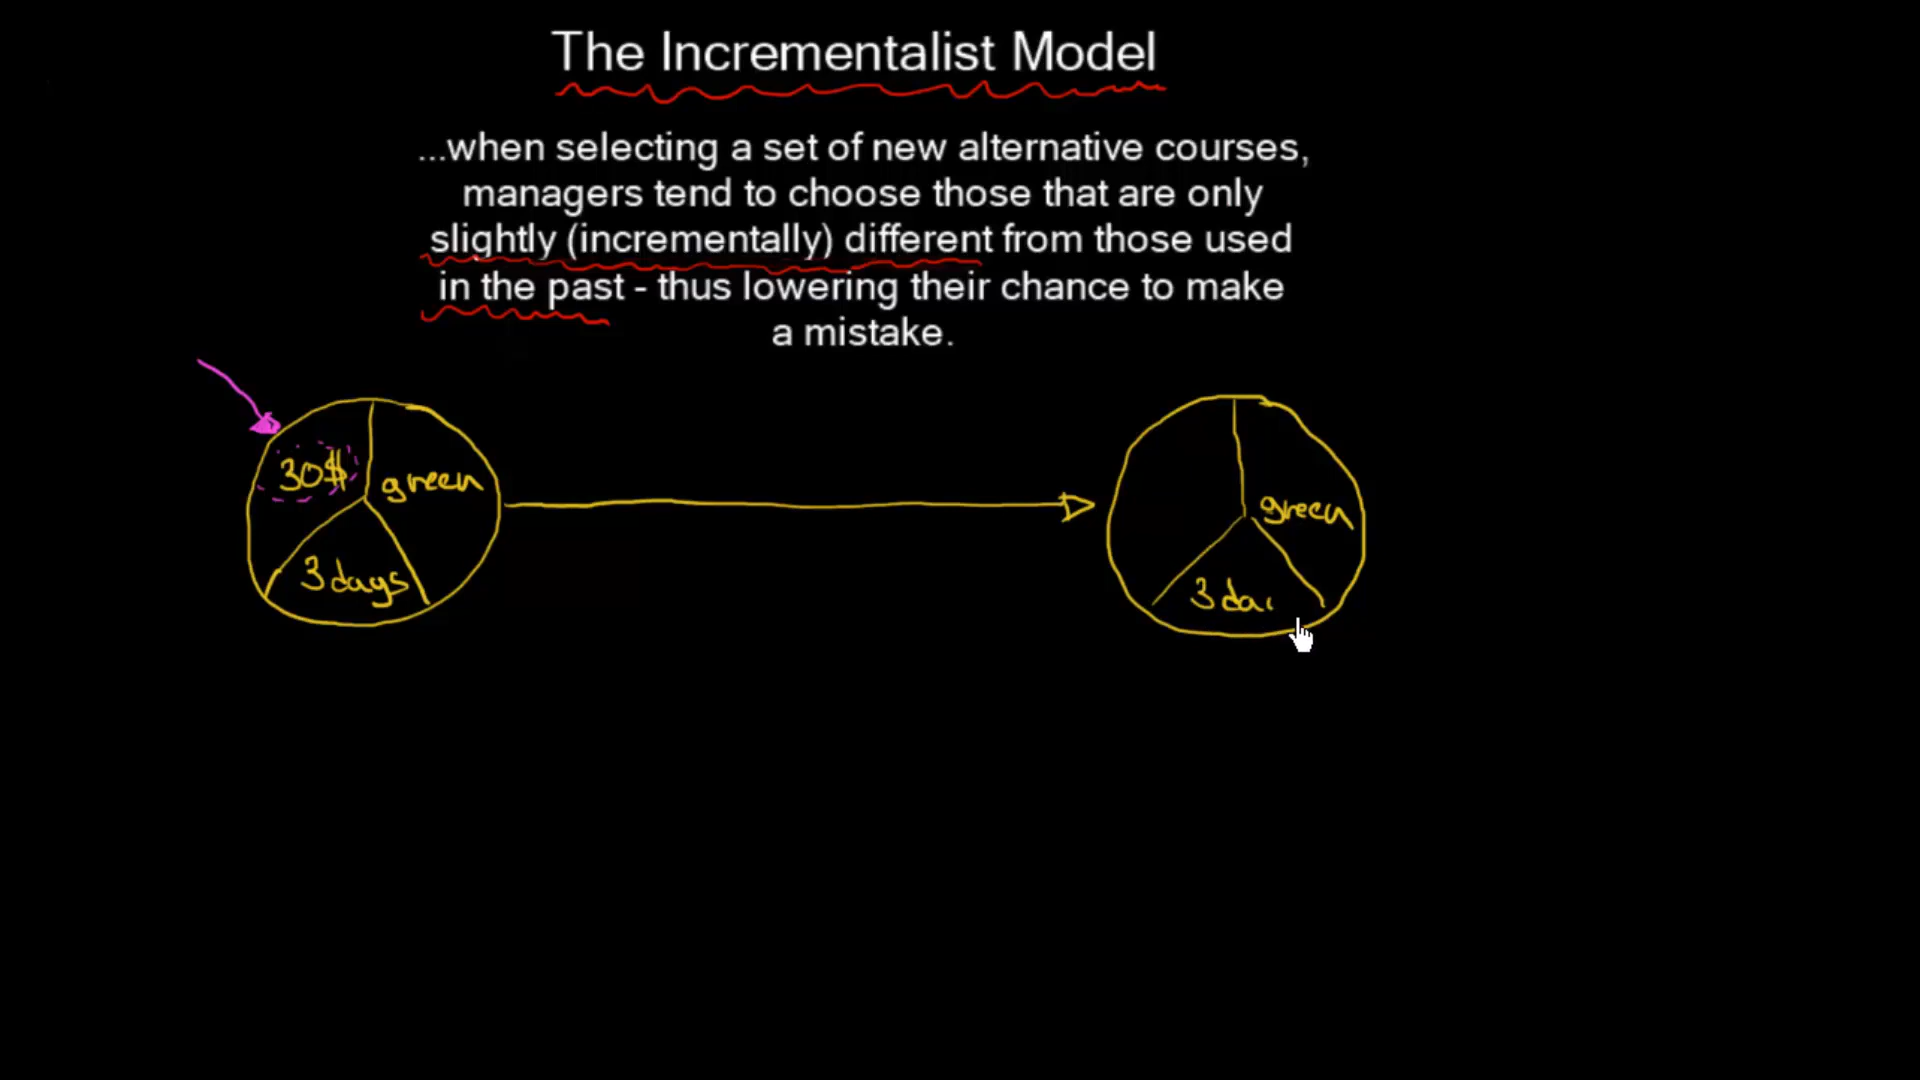 The Incrementalist Model
...when selecting a set of new alternative courses,
managers tend to choose those that are only
slightly (incrementally) different from those used
in the past - thus lowering their chance to make
a mistake.
30$
green
3 days
green
3 da